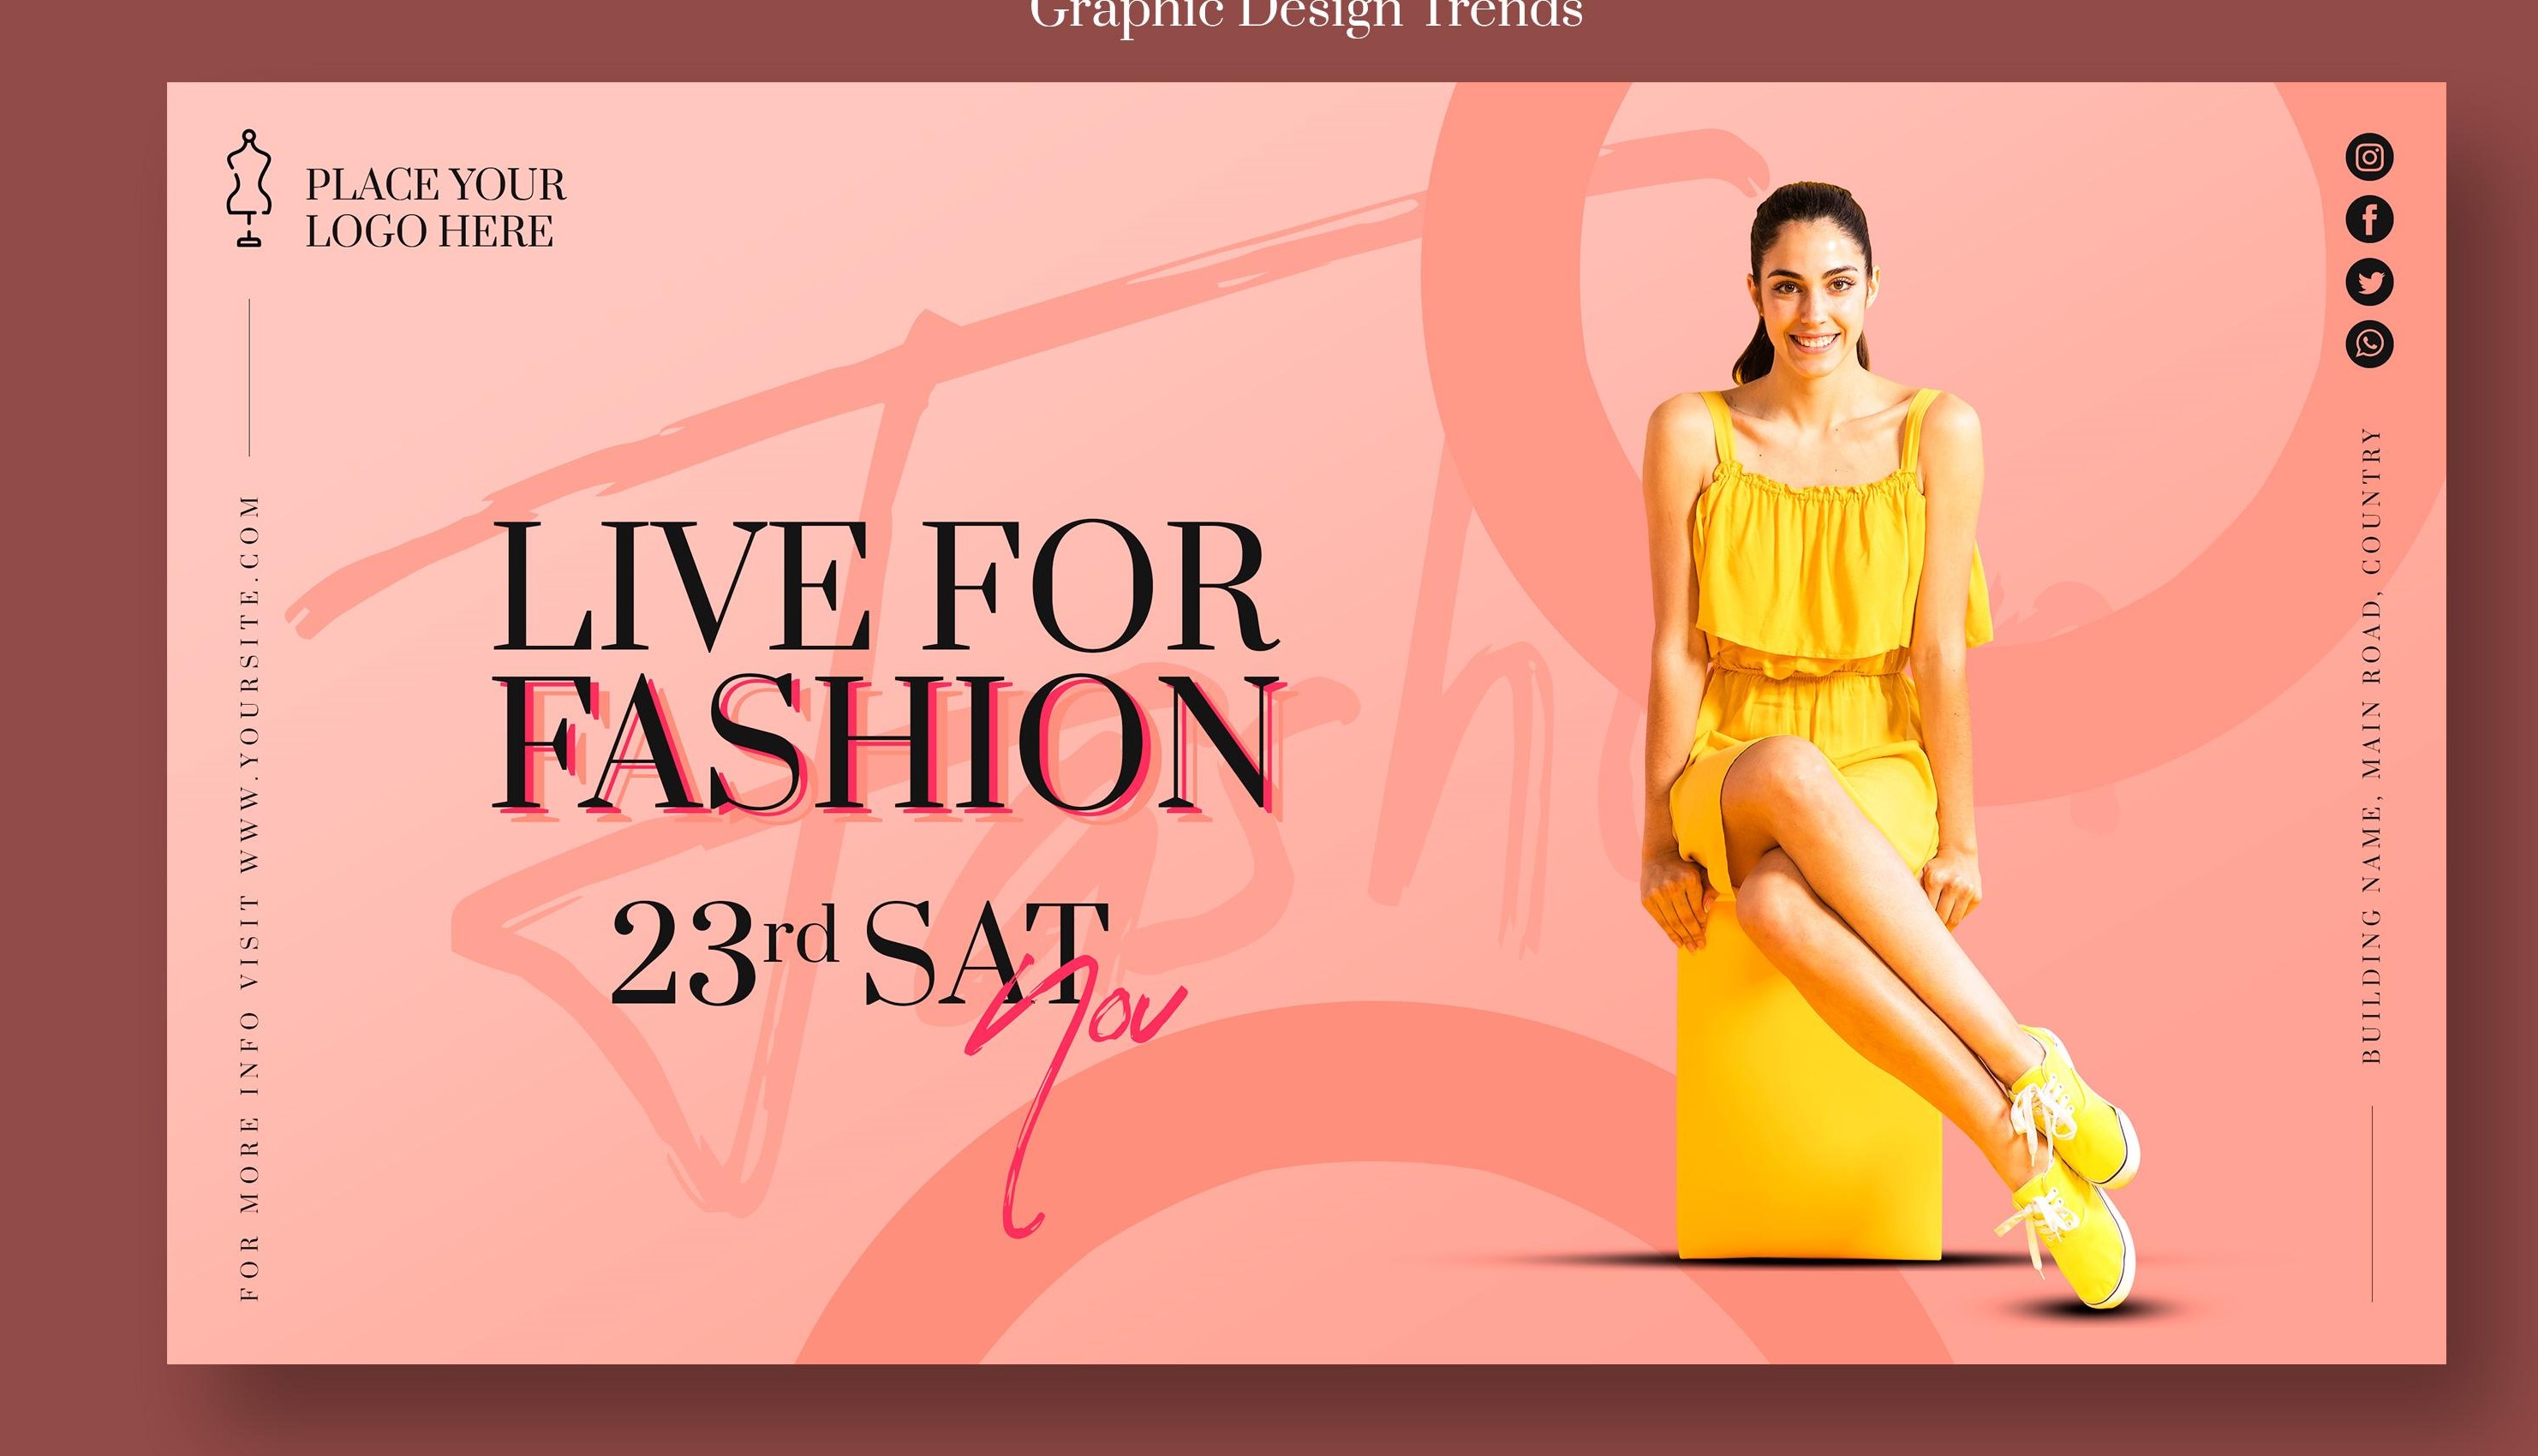 Graphic Design Trends
PLACE YOUR
LOGO HERE
FOR MORE INFO VISIT WWW.YOURSITE.COM
LIVE FOR
FASHION
23rd SAT
Nov
BUILDING NAME, MAIN ROAD, COUNTRY